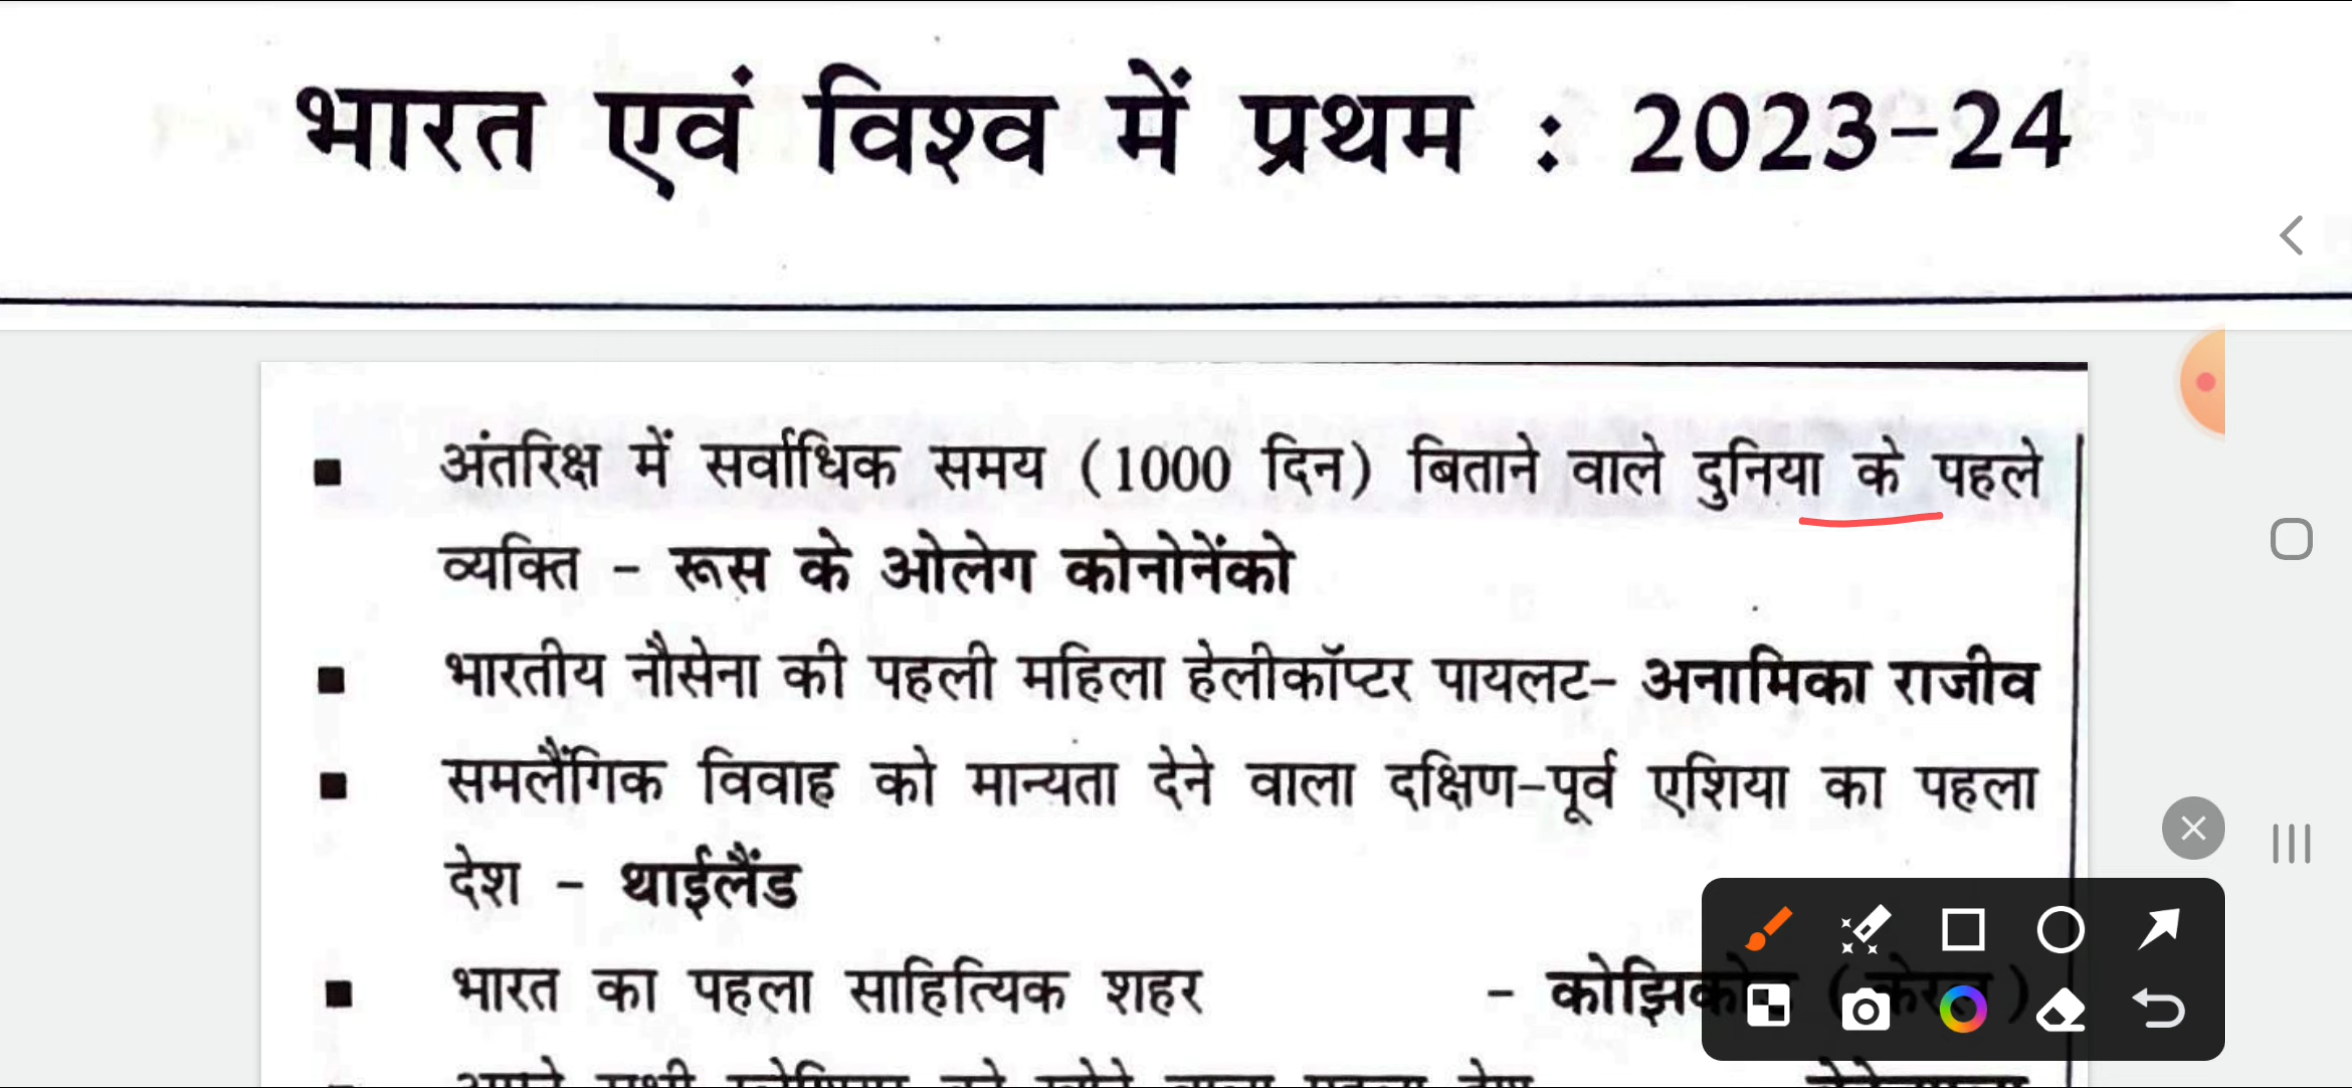 भारत एवं विश्व में प्रथम : 2023-24
■ अंतरिक्ष में सर्वाधिक समय (1000 दिन) बिताने वाले दुनिया के पहले
व्यक्ति - रूस के ओलेग कोनोनेंको
■ भारतीय नौसेना की पहली महिला हेलीकॉप्टर पायलट- अनामिका राजीव
■ समलैंगिक विवाह को मान्यता देने वाला दक्षिण-पूर्व एशिया का पहला
देश - थाईलैंड
■ भारत का पहला साहित्यिक शहर - (केरल)